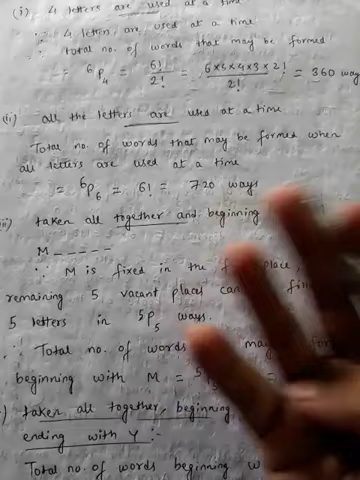 (i) 4 letters are used at a time
∵ 4 letters are used at a time
∴ total no. of words that may be formed
= ⁶P₄ = 6!/2! = 6×5×4×3×2!/2! = 360 way
(ii) all the letters are used at a time.
Total no. of words that may be formed when
all letters are used at a time
= ⁶P₆ = 6! = 720 ways
taken all together and beginning
M _ _ _ _ _
∵ M is fixed in the place,
remaining 5 vacant places can
5 letters in ⁵P₅ ways.
∴ Total no. of words may
beginning with M = =
taken all together, beginning
ending with Y :-
Total no. of words beginning